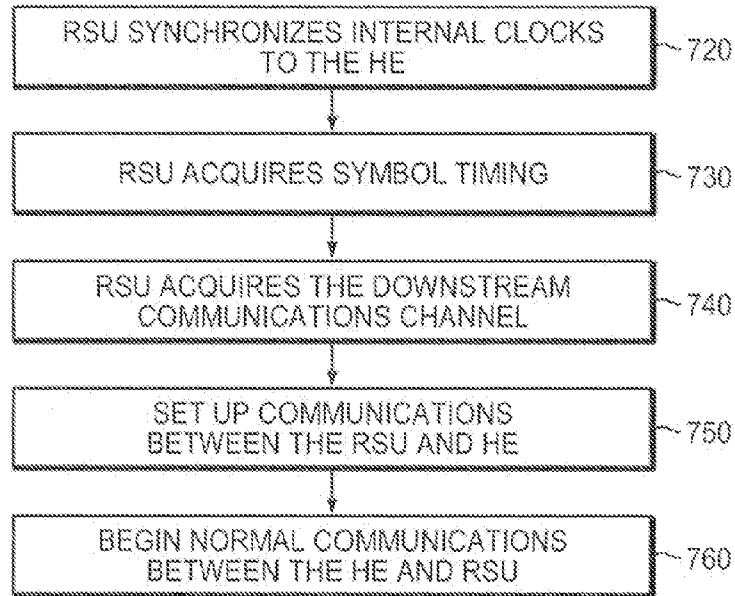 RSU SYNCHRONIZES INTERNAL CLOCKS
TO THE HE
720
RSU ACQUIRES SYMBOL TIMING
730
RSU ACQUIRES THE DOWNSTREAM
COMMUNICATIONS CHANNEL
740
SET UP COMMUNICATIONS
BETWEEN THE RSU AND HE
750
BEGIN NORMAL COMMUNICATIONS
BETWEEN THE HE AND RSU
760